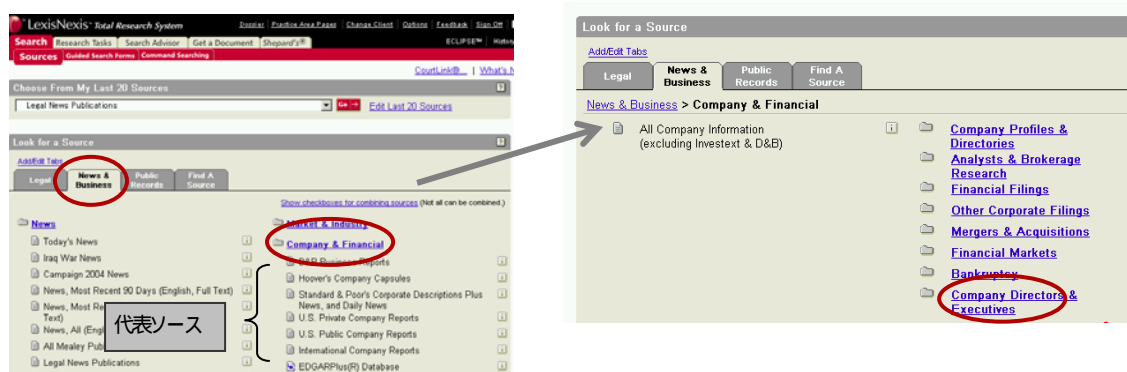 LexisNexis™ Total Research System
Dossier | Practice Area Pages | Change Client | Options | Feedback | Sign Off
Search Research Tasks Search Advisor Get a Document Shepard's® ECLIPSE™
Sources Guided Search Forms Command Searching
CourtLink®... | What's
Choose From My Last 20 Sources
Legal News Publications Go Edit Last 20 Sources
Look for a Source
Add/Edit Tabs
Legal News & Business Public Records Find A Source
Show checkboxes for combining sources (Not all can be combined.)
News
Today's News
Iraq War News
Campaign 2004 News
News, Most Recent 90 Days (English, Full Text)
News, Most Re
Text)
News, All (Engl
All Mealey Pub
Legal News Publications
代表ソース
Market & Industry
Company & Financial
D&B Business Reports
Hoover's Company Capsules
Standard & Poor's Corporate Descriptions Plus
News, and Daily News
U.S. Private Company Reports
U.S. Public Company Reports
International Company Reports
EDGARPlus(R) Database
Look for a Source
Add/Edit Tabs
Legal News & Business Public Records Find A Source
News & Business > Company & Financial
All Company Information
(excluding Investext & D&B)
Company Profiles &
Directories
Analysts & Brokerage
Research
Financial Filings
Other Corporate Filings
Mergers & Acquisitions
Financial Markets
Bankruptcy
Company Directors &
Executives